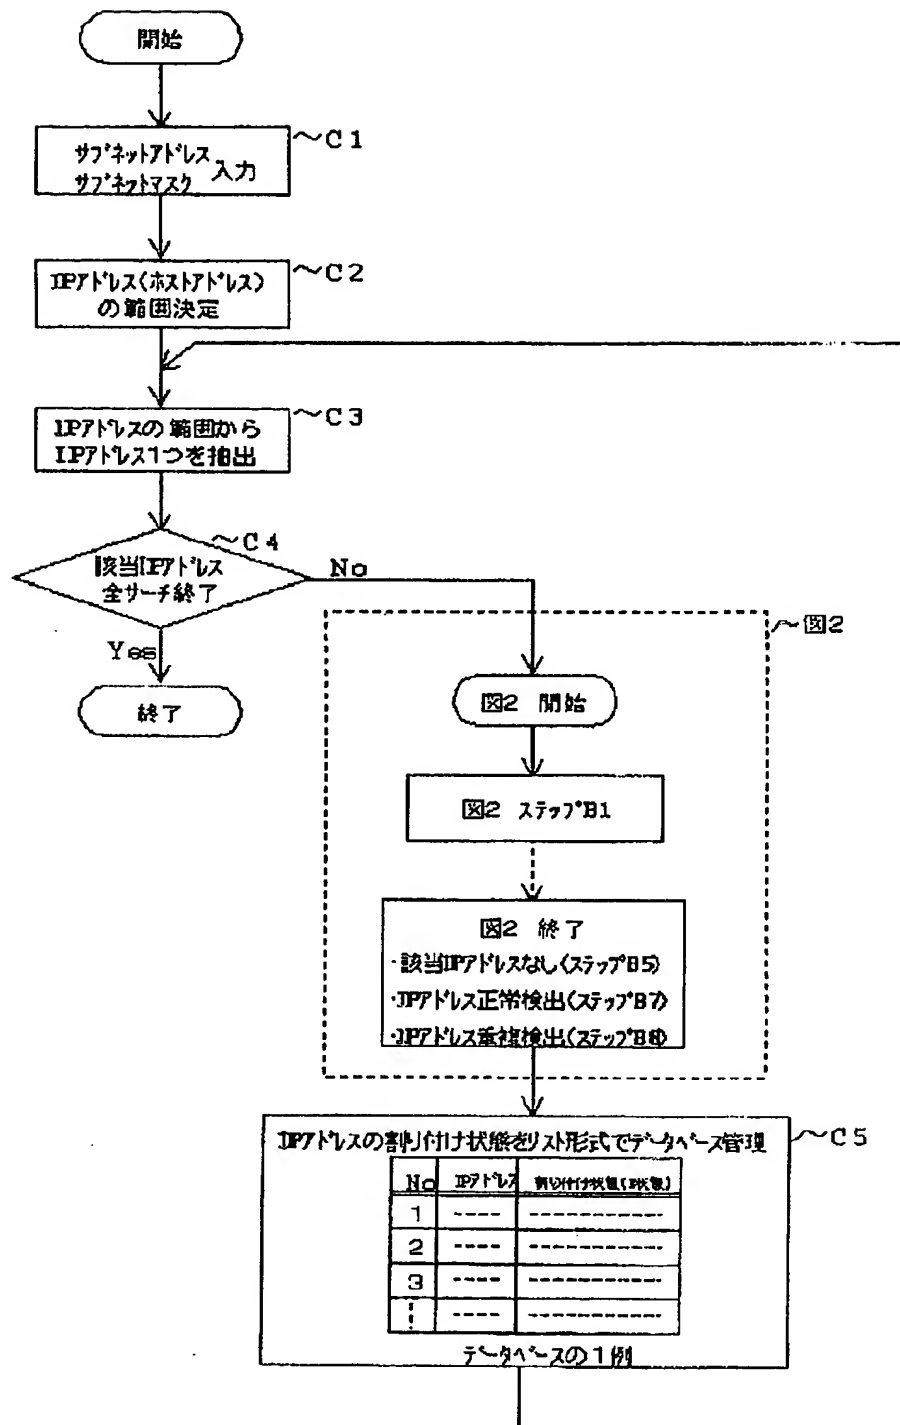 開始
~C1
サブネットアドレス
サブネットマスク
入力
~C2
IPアドレス(ホストアドレス)
の範囲決定
~C3
IPアドレスの範囲から
IPアドレス1つを抽出
~C4
該当IPアドレス
全サーチ終了
No
Yes
終了
~図2
図2 開始
図2 ステップB1
図2 終了
・該当IPアドレスなし(ステップB5)
・IPアドレス正常検出(ステップB7)
・IPアドレス重複検出(ステップB8)
~C5
IPアドレスの割り付け状態をリスト形式でデータベース管理
No IPアドレス 割り付け状態
1 ---- -----------
2 ---- -----------
3 ---- -----------
---- -----------
データベースの1例